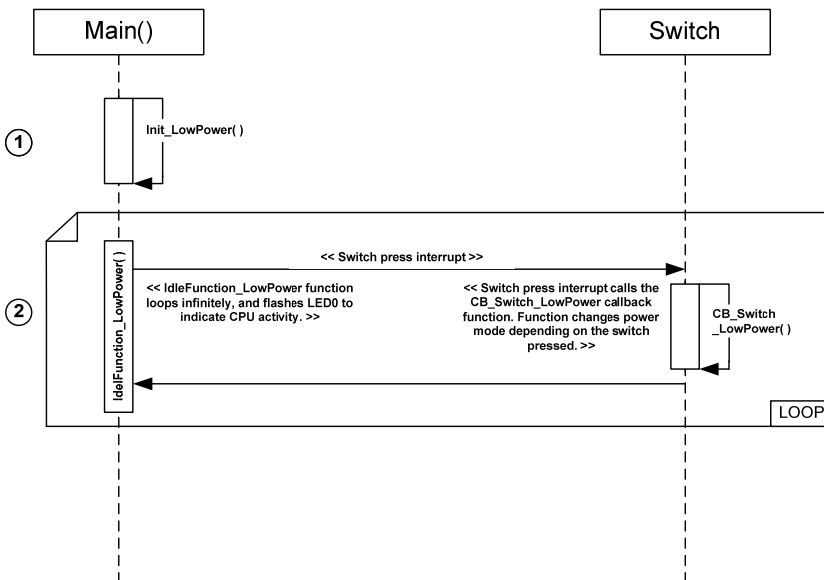 Main()
Switch
1
Init_LowPower( )
2
IdelFunction_LowPower( )
<< Switch press interrupt >>
<< IdleFunction_LowPower function
loops infinitely, and flashes LED0 to
indicate CPU activity. >>
<< Switch press interrupt calls the
CB_Switch_LowPower callback
function. Function changes power
mode depending on the switch
pressed. >>
CB_Switch
_LowPower( )
LOOP